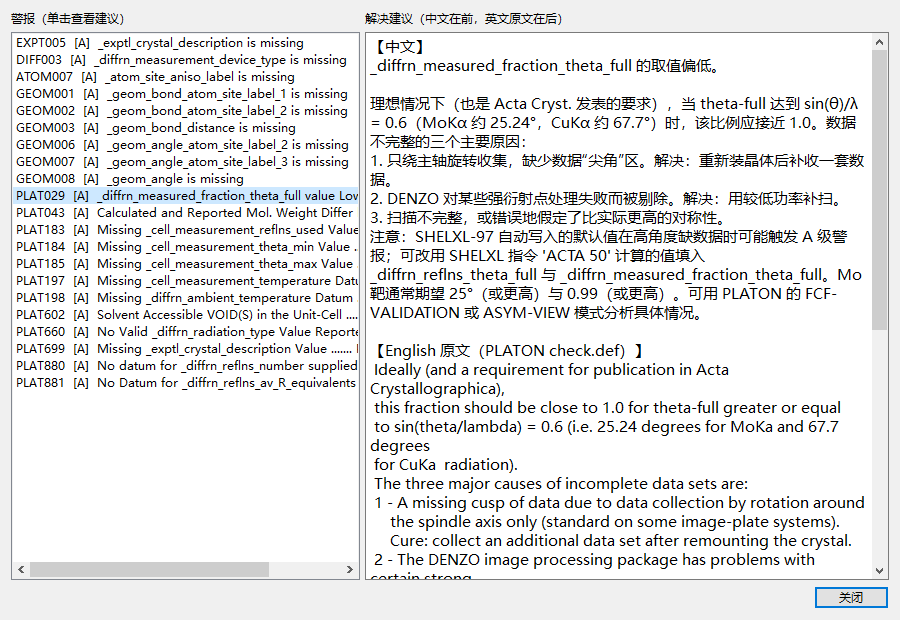 警报（单击查看建议）
EXPT005 [A] _exptl_crystal_description is missing
DIFF003 [A] _diffrn_measurement_device_type is missing
ATOM007 [A] _atom_site_aniso_label is missing
GEOM001 [A] _geom_bond_atom_site_label_1 is missing
GEOM002 [A] _geom_bond_atom_site_label_2 is missing
GEOM003 [A] _geom_bond_distance is missing
GEOM006 [A] _geom_angle_atom_site_label_2 is missing
GEOM007 [A] _geom_angle_atom_site_label_3 is missing
GEOM008 [A] _geom_angle is missing
PLAT029 [A] _diffrn_measured_fraction_theta_full value Low
PLAT043 [A] Calculated and Reported Mol. Weight Differ
PLAT183 [A] Missing _cell_measurement_reflns_used Value
PLAT184 [A] Missing _cell_measurement_theta_min Value ..
PLAT185 [A] Missing _cell_measurement_theta_max Value
PLAT197 [A] Missing _cell_measurement_temperature Datu
PLAT198 [A] Missing _diffrn_ambient_temperature Datum
PLAT602 [A] Solvent Accessible VOID(S) in the Unit-Cell ....
PLAT660 [A] No Valid _diffrn_radiation_type Value Reporte
PLAT699 [A] Missing _exptl_crystal_description Value .......
PLAT880 [A] No datum for _diffrn_reflns_number supplied
PLAT881 [A] No Datum for _diffrn_reflns_av_R_equivalents
解决建议（中文在前，英文原文在后）
【中文】
_diffrn_measured_fraction_theta_full 的取值偏低。
理想情况下（也是 Acta Cryst. 发表的要求），当 theta-full 达到 sin(θ)/λ
= 0.6（MoKα 约 25.24°，CuKα 约 67.7°）时，该比例应接近 1.0。数据
不完整的三个主要原因：
1. 只绕主轴旋转收集，缺少数据“尖角”区。解决：重新装晶体后补收一套数
据。
2. DENZO 对某些强衍射点处理失败而被剔除。解决：用较低功率补扫。
3. 扫描不完整，或错误地假定了比实际更高的对称性。
注意：SHELXL-97 自动写入的默认值在高角度缺数据时可能触发 A 级警
报；可改用 SHELXL 指令 'ACTA 50' 计算的值填入
_diffrn_reflns_theta_full 与 _diffrn_measured_fraction_theta_full。Mo
靶通常期望 25°（或更高）与 0.99（或更高）。可用 PLATON 的 FCF-
VALIDATION 或 ASYM-VIEW 模式分析具体情况。
【English 原文（PLATON check.def）】
Ideally (and a requirement for publication in Acta
Crystallographica),
this fraction should be close to 1.0 for theta-full greater or equal
to sin(theta/lambda) = 0.6 (i.e. 25.24 degrees for MoKa and 67.7
degrees
for CuKa radiation).
The three major causes of incomplete data sets are:
1 - A missing cusp of data due to data collection by rotation around
the spindle axis only (standard on some image-plate systems).
Cure: collect an additional data set after remounting the crystal.
2 - The DENZO image processing package has problems with
certain strong
关闭